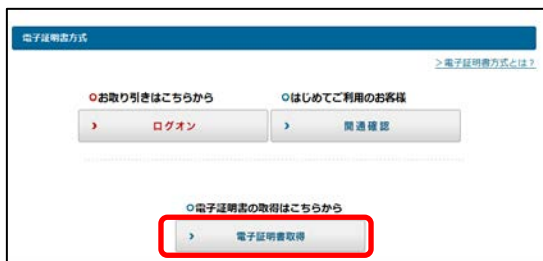 電子証明書方式
>電子証明書方式とは?
お取り引きはこちらから
はじめてご利用のお客様
> ログオン
> 開通確認
電子証明書の取得はこちらから
> 電子証明書取得